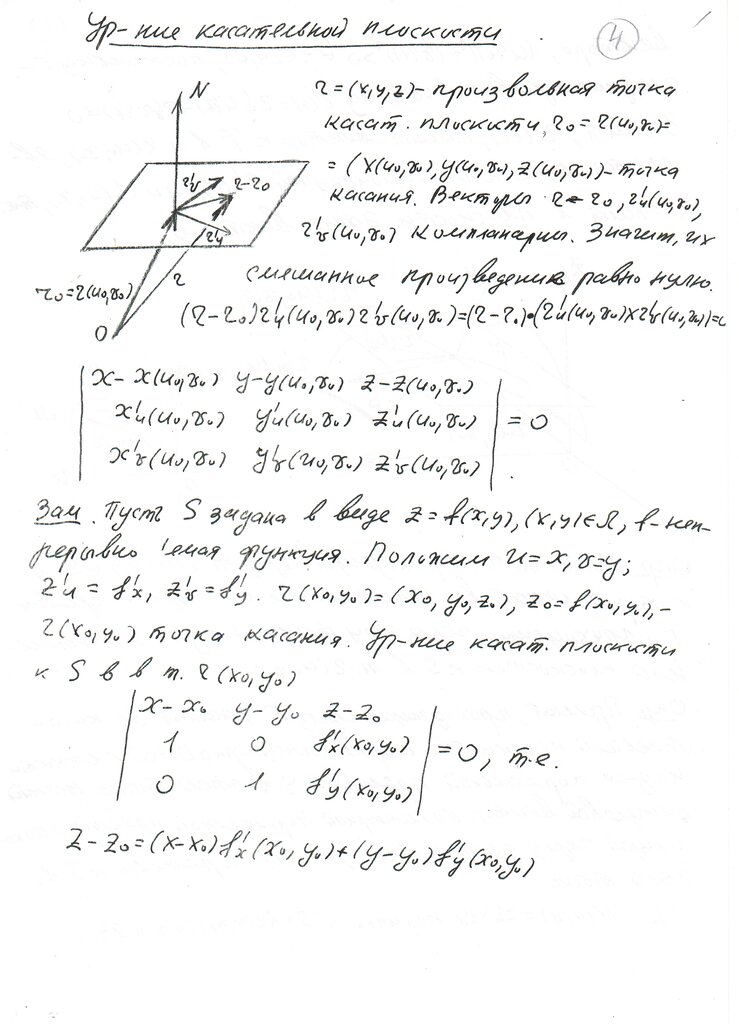 Ур-ние касательной плоскости
4
N
r=(x,y,z)- произвольная точка
касат. плоскости, r₀=r(u₀,v₀)=
=(x(u₀,v₀), y(u₀,v₀), z(u₀,v₀))- точка
касания. Векторы r-r₀, r'u(u₀,v₀),
r'v(u₀,v₀) компланарны. Значит, их
смешанное произведение равно нулю.
r'v
r-r₀
r'u
r
r₀=r(u₀,v₀)
O
(r-r₀)r'u(u₀,v₀)r'v(u₀,v₀)=(r-r₀)•(r'u(u₀,v₀)×r'v(u₀,v₀))=0
| x-x(u₀,v₀) y-y(u₀,v₀) z-z(u₀,v₀) |
| x'u(u₀,v₀) y'u(u₀,v₀) z'u(u₀,v₀) | = 0
| x'v(u₀,v₀) y'v(u₀,v₀) z'v(u₀,v₀) | .
Зам. Пусть S задана в виде z=f(x,y), (x,y)∈Ω, f-неп-
рерывно 'емая функция. Положим u=x, v=y;
z'u = f'x, z'v=f'y. r(x₀,y₀)=(x₀,y₀,z₀), z₀=f(x₀,y₀),-
r(x₀,y₀) точка касания. Ур-ние касат. плоскости
к S в в т. r(x₀,y₀)
| x-x₀ y-y₀ z-z₀ |
| 1 0 f'x(x₀,y₀) | =0, т.е.
| 0 1 f'y(x₀,y₀) |
z-z₀=(x-x₀)f'x(x₀,y₀)+(y-y₀)f'y(x₀,y₀)